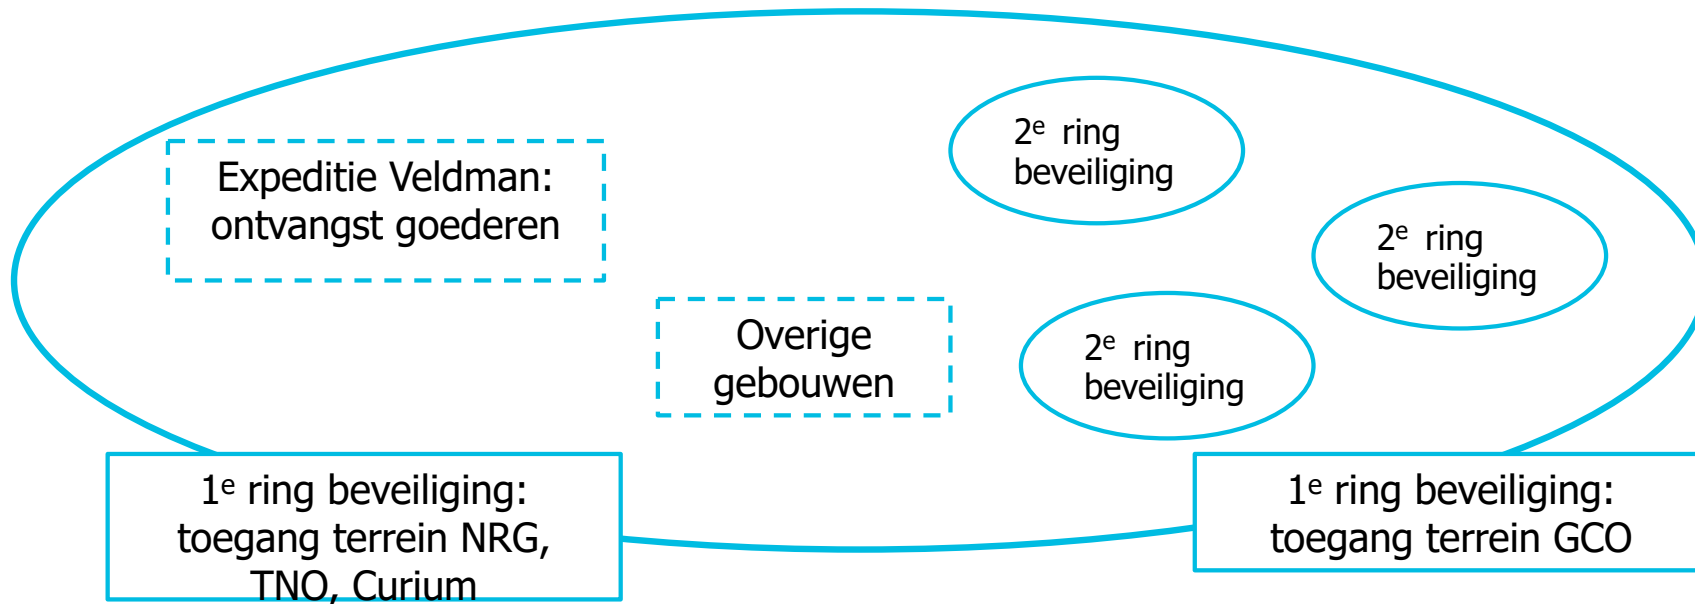 2e ring
beveiliging
Expeditie Veldman:
ontvangst goederen
2e ring
beveiliging
Overige
gebouwen
2e ring
beveiliging
1e ring beveiliging:
toegang terrein NRG,
TNO, Curium
1e ring beveiliging:
toegang terrein GCO